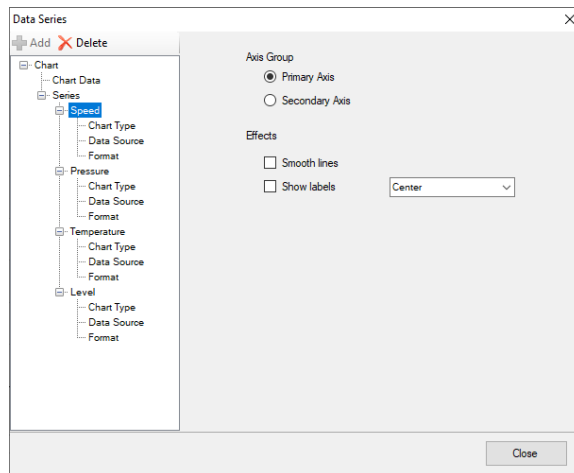 Data Series
Add Delete
Chart
Chart Data
Series
Speed
Chart Type
Data Source
Format
Pressure
Chart Type
Data Source
Format
Temperature
Chart Type
Data Source
Format
Level
Chart Type
Data Source
Format
Axis Group
Primary Axis
Secondary Axis
Effects
Smooth lines
Show labels
Center
Close